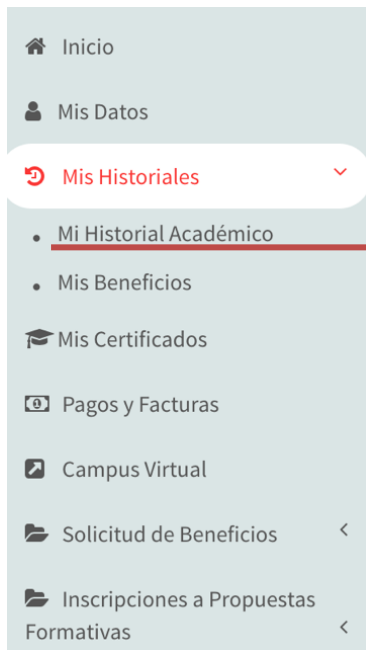 Inicio
Mis Datos
Mis Historiales
Mi Historial Académico
Mis Beneficios
Mis Certificados
Pagos y Facturas
Campus Virtual
Solicitud de Beneficios
Inscripciones a Propuestas
Formativas